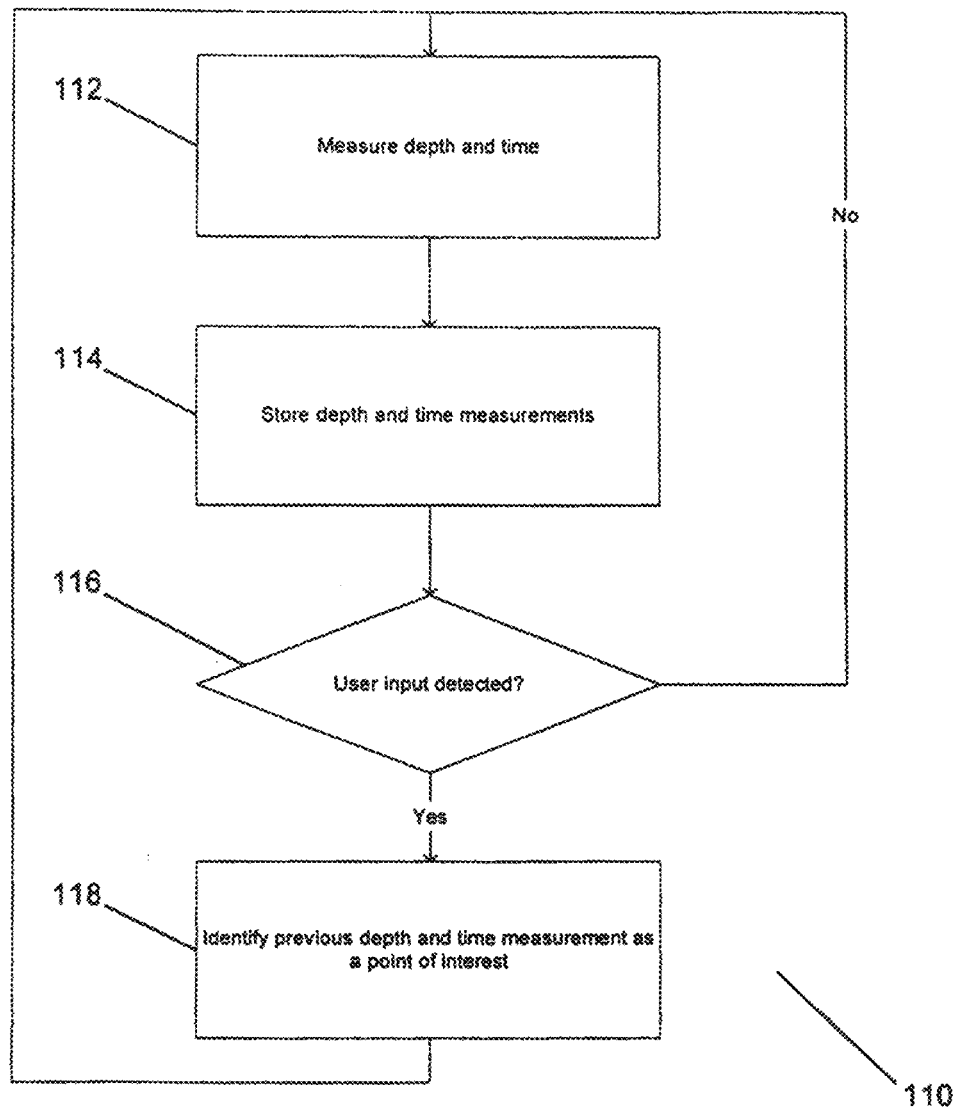 112
Measure depth and time
No
114
Store depth and time measurements
116
User input detected?
Yes
118
Identify previous depth and time measurement as
a point of interest
110